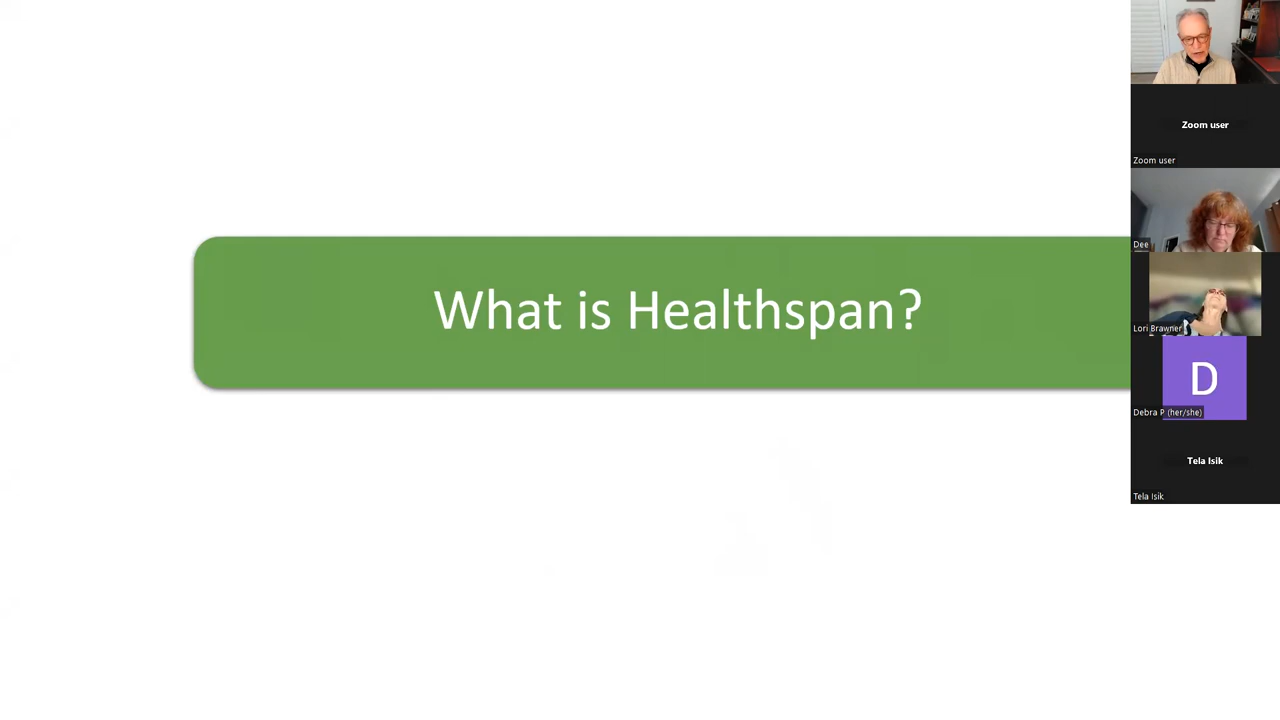 What is Healthspan?
Zoom user
Zoom user
Dee
Lori Brawner
D
Debra P (her/she)
Tela Isik
Tela Isik